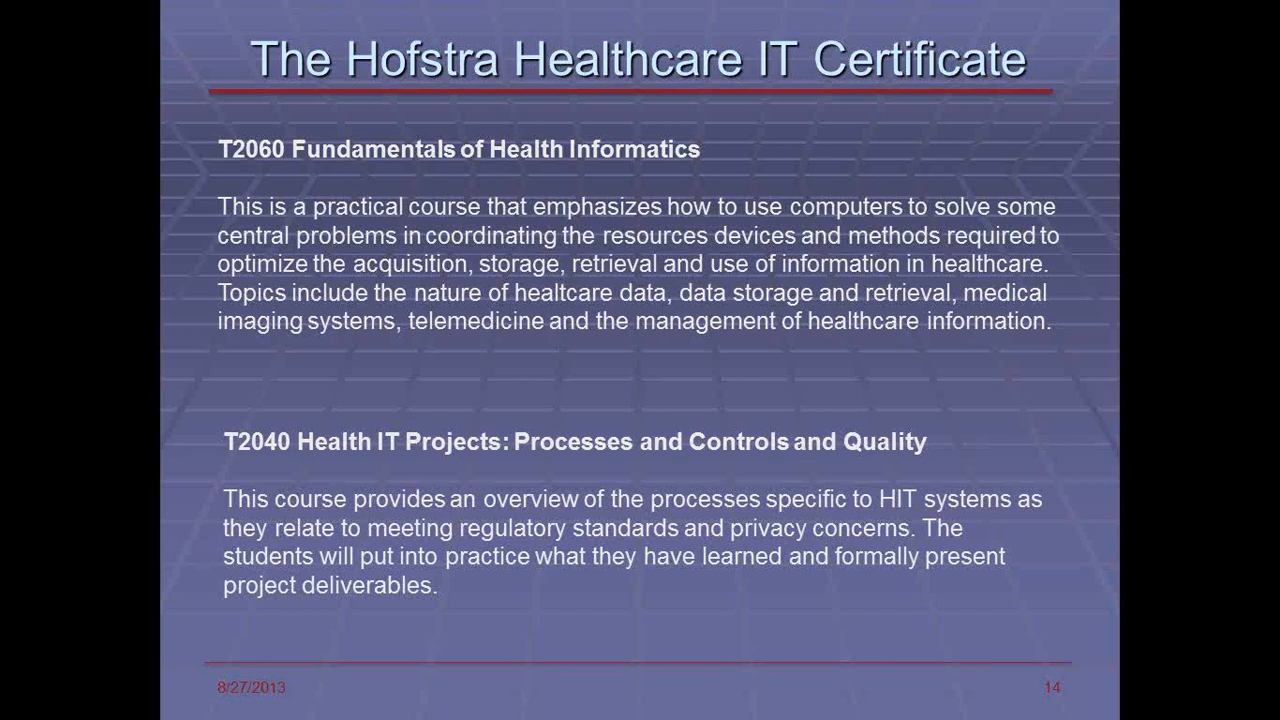 The Hofstra Healthcare IT Certificate
T2060 Fundamentals of Health Informatics
This is a practical course that emphasizes how to use computers to solve some
central problems in coordinating the resources devices and methods required to
optimize the acquisition, storage, retrieval and use of information in healthcare.
Topics include the nature of healtcare data, data storage and retrieval, medical
imaging systems, telemedicine and the management of healthcare information.
T2040 Health IT Projects: Processes and Controls and Quality
This course provides an overview of the processes specific to HIT systems as
they relate to meeting regulatory standards and privacy concerns. The
students will put into practice what they have learned and formally present
project deliverables.
8/27/2013
14